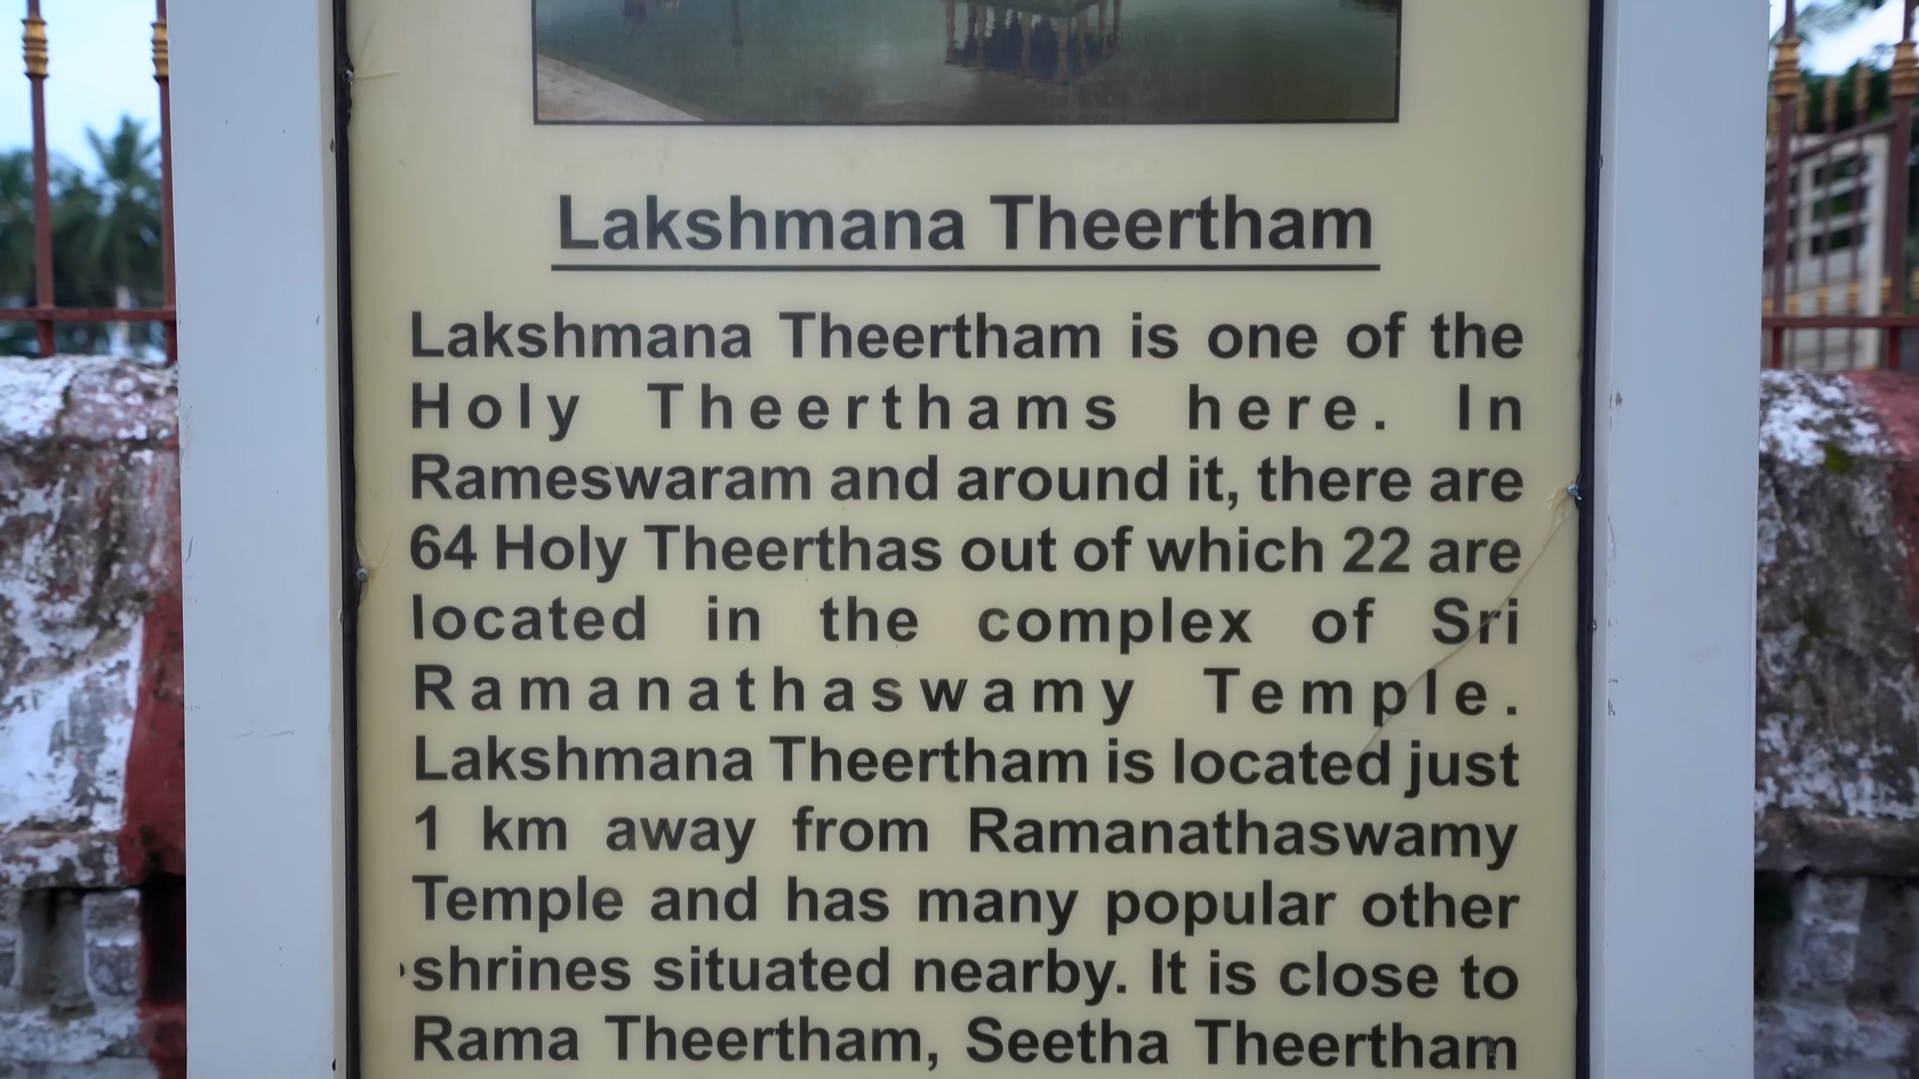 Lakshmana Theertham
Lakshmana Theertham is one of the
Holy Theerthams here. In
Rameswaram and around it, there are
64 Holy Theerthas out of which 22 are
located in the complex of Sri
Ramanathaswamy Temple.
Lakshmana Theertham is located just
1 km away from Ramanathaswamy
Temple and has many popular other
shrines situated nearby. It is close to
Rama Theertham, Seetha Theertham